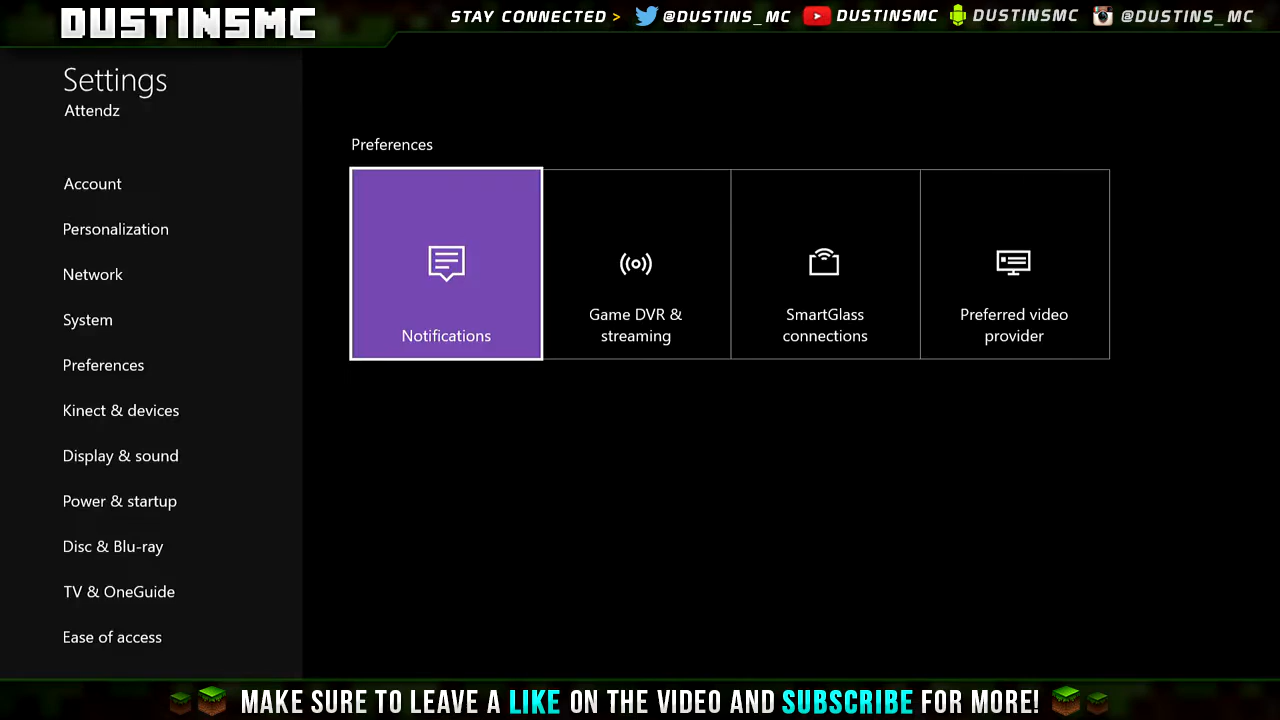 DUSTINSMC
STAY CONNECTED > @DUSTINS_MC DUSTINSMC DUSTINSMC @DUSTINS_MC
Settings
Attendz
Account
Personalization
Network
System
Preferences
Kinect & devices
Display & sound
Power & startup
Disc & Blu-ray
TV & OneGuide
Ease of access
Preferences
Notifications
Game DVR &
streaming
SmartGlass
connections
Preferred video
provider
MAKE SURE TO LEAVE A LIKE ON THE VIDEO AND SUBSCRIBE FOR MORE!